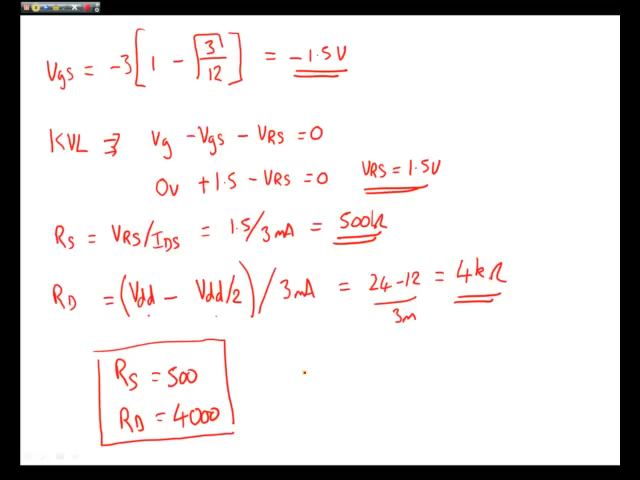 Vgs = -3[1 - √(3/12)] = -1.5V
KVL ⇒ Vg - Vgs - VRS = 0
0v + 1.5 - VRS = 0 VRS = 1.5V
RS = VRS/IDS = 1.5/3mA = 500kΩ
RD = (Vdd - Vdd/2)/3mA = 24-12/3m = 4kΩ
RS = 500
RD = 4000